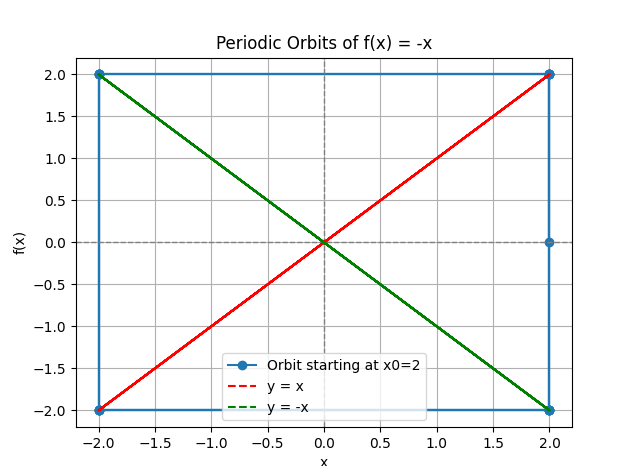 Periodic Orbits of f(x) = -x
f(x)
2.0
1.5
1.0
0.5
0.0
−0.5
−1.0
−1.5
−2.0
Orbit starting at x0=2
y = x
y = -x
−2.0 −1.5 −1.0 −0.5 0.0 0.5 1.0 1.5 2.0
x